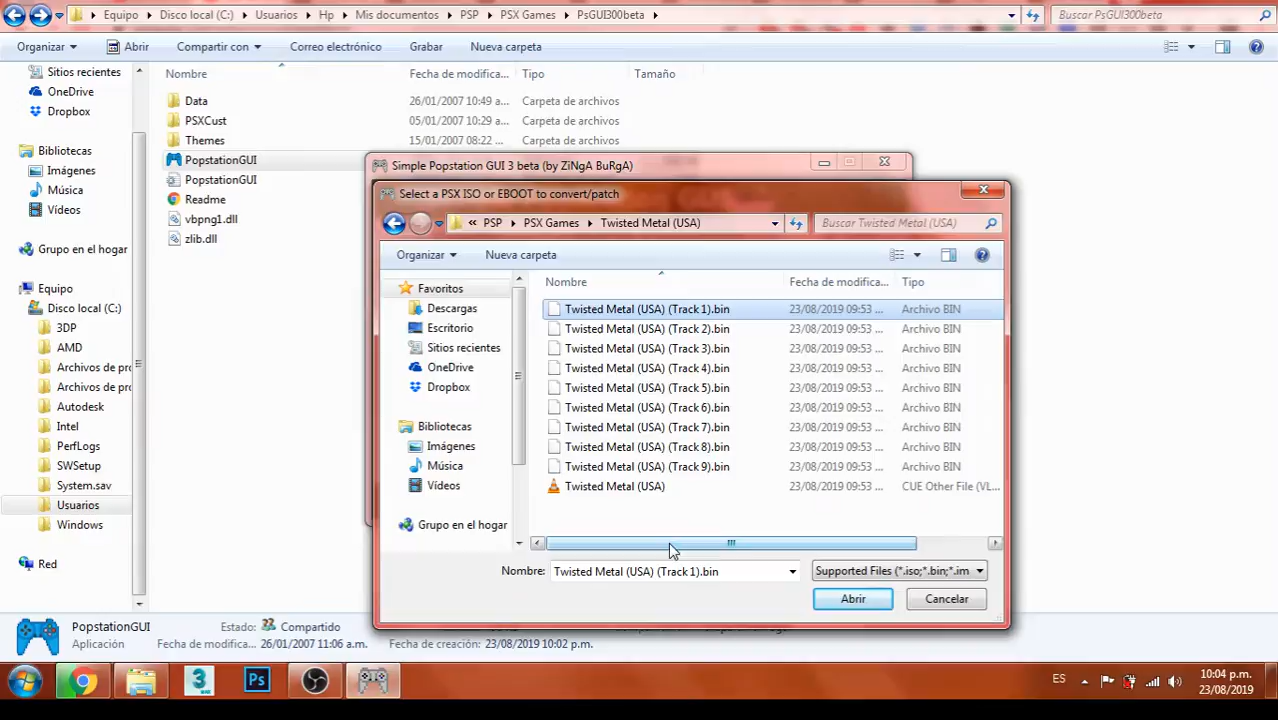 Equipo Disco local (C:) Usuarios Hp Mis documentos PSP PSX Games PsGUI300beta Buscar PsGUI300beta
Organizar Abrir Compartir con Correo electrónico Grabar Nueva carpeta
Sitios recientes
OneDrive
Dropbox
Bibliotecas
Imágenes
Música
Vídeos
Grupo en el hogar
Equipo
Disco local (C:)
3DP
AMD
Archivos de pro
Archivos de pro
Autodesk
Intel
PerfLogs
SWSetup
System.sav
Usuarios
Windows
Red
Nombre Fecha de modifica... Tipo Tamaño
Data 26/01/2007 10:49 a... Carpeta de archivos
PSXCust 05/01/2007 10:29 a... Carpeta de archivos
Themes 15/01/2007 08:22 ... Carpeta de archivos
PopstationGUI
PopstationGUI
Readme
vbpng1.dll
zlib.dll
Simple Popstation GUI 3 beta (by ZiNgA BuRgA)
Select a PSX ISO or EBOOT to convert/patch
« PSP PSX Games Twisted Metal (USA) Buscar Twisted Metal (USA)
Organizar Nueva carpeta
Favoritos
Descargas
Escritorio
Sitios recientes
OneDrive
Dropbox
Bibliotecas
Imágenes
Música
Vídeos
Grupo en el hogar
Nombre Fecha de modifica... Tipo
Twisted Metal (USA) (Track 1).bin 23/08/2019 09:53 ... Archivo BIN
Twisted Metal (USA) (Track 2).bin 23/08/2019 09:53 ... Archivo BIN
Twisted Metal (USA) (Track 3).bin 23/08/2019 09:53 ... Archivo BIN
Twisted Metal (USA) (Track 4).bin 23/08/2019 09:53 ... Archivo BIN
Twisted Metal (USA) (Track 5).bin 23/08/2019 09:53 ... Archivo BIN
Twisted Metal (USA) (Track 6).bin 23/08/2019 09:53 ... Archivo BIN
Twisted Metal (USA) (Track 7).bin 23/08/2019 09:53 ... Archivo BIN
Twisted Metal (USA) (Track 8).bin 23/08/2019 09:53 ... Archivo BIN
Twisted Metal (USA) (Track 9).bin 23/08/2019 09:53 ... Archivo BIN
Twisted Metal (USA) 23/08/2019 09:53 ... CUE Other File (VL...
Nombre: Twisted Metal (USA) (Track 1).bin Supported Files (*.iso;*.bin;*.im
Abrir Cancelar
PopstationGUI Estado: Compartido
Aplicación Fecha de modifica... 26/01/2007 11:06 a.m. Fecha de creación: 23/08/2019 10:02 p.m.
3 Ps ES 10:04 p.m.
23/08/2019